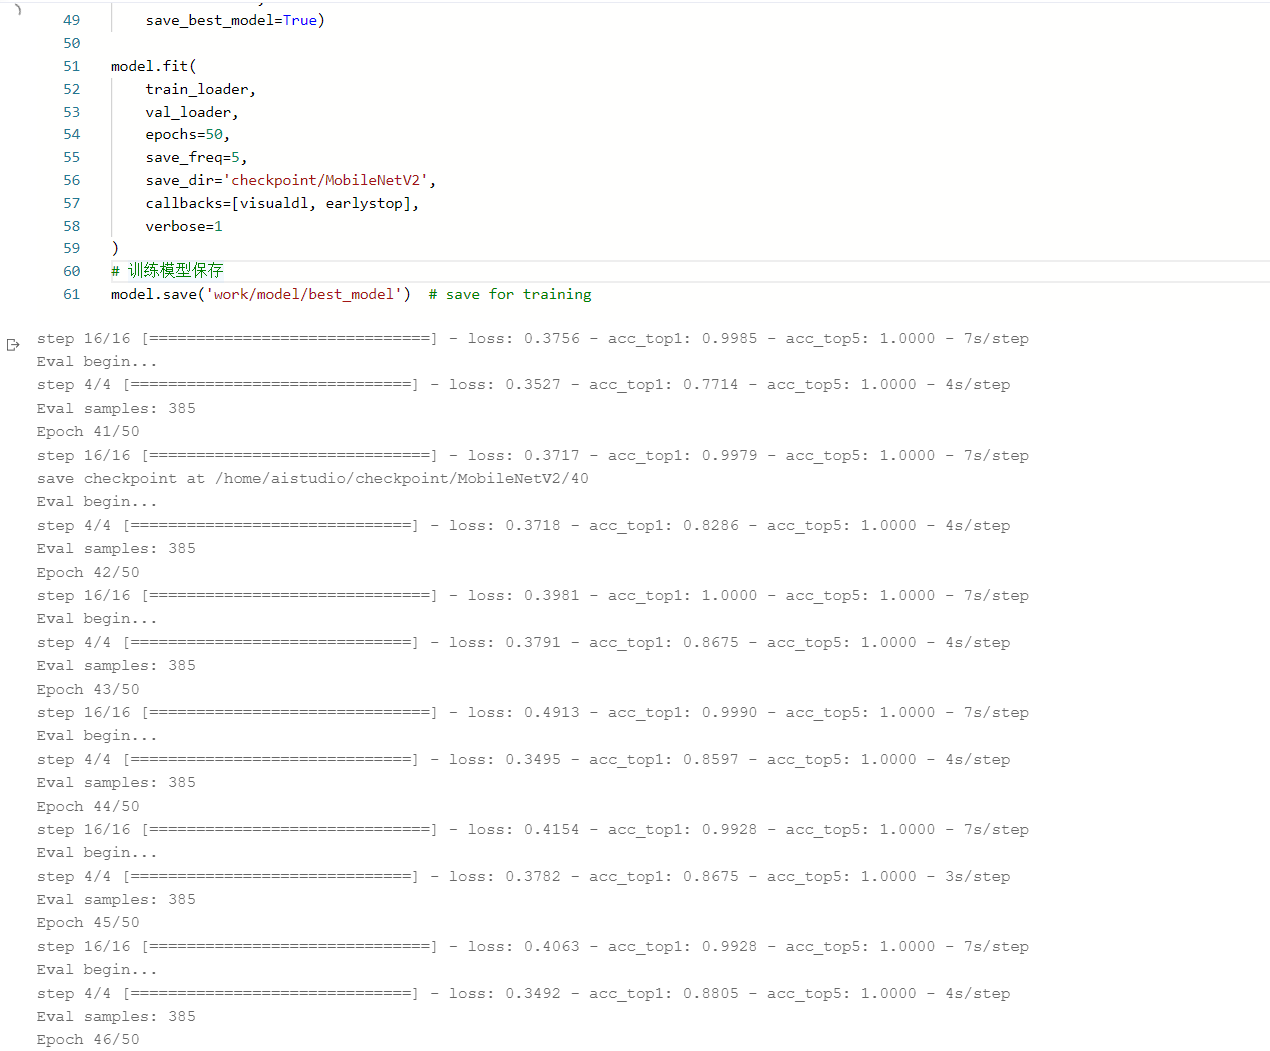 49 save_best_model=True)
50
51 model.fit(
52 train_loader,
53 val_loader,
54 epochs=50,
55 save_freq=5,
56 save_dir='checkpoint/MobileNetV2',
57 callbacks=[visualdl, earlystop],
58 verbose=1
59 )
60 # 训练模型保存
61 model.save('work/model/best_model')  # save for training
step 16/16 [==============================] - loss: 0.3756 - acc_top1: 0.9985 - acc_top5: 1.0000 - 7s/step
Eval begin...
step 4/4 [==============================] - loss: 0.3527 - acc_top1: 0.7714 - acc_top5: 1.0000 - 4s/step
Eval samples: 385
Epoch 41/50
step 16/16 [==============================] - loss: 0.3717 - acc_top1: 0.9979 - acc_top5: 1.0000 - 7s/step
save checkpoint at /home/aistudio/checkpoint/MobileNetV2/40
Eval begin...
step 4/4 [==============================] - loss: 0.3718 - acc_top1: 0.8286 - acc_top5: 1.0000 - 4s/step
Eval samples: 385
Epoch 42/50
step 16/16 [==============================] - loss: 0.3981 - acc_top1: 1.0000 - acc_top5: 1.0000 - 7s/step
Eval begin...
step 4/4 [==============================] - loss: 0.3791 - acc_top1: 0.8675 - acc_top5: 1.0000 - 4s/step
Eval samples: 385
Epoch 43/50
step 16/16 [==============================] - loss: 0.4913 - acc_top1: 0.9990 - acc_top5: 1.0000 - 7s/step
Eval begin...
step 4/4 [==============================] - loss: 0.3495 - acc_top1: 0.8597 - acc_top5: 1.0000 - 4s/step
Eval samples: 385
Epoch 44/50
step 16/16 [==============================] - loss: 0.4154 - acc_top1: 0.9928 - acc_top5: 1.0000 - 7s/step
Eval begin...
step 4/4 [==============================] - loss: 0.3782 - acc_top1: 0.8675 - acc_top5: 1.0000 - 3s/step
Eval samples: 385
Epoch 45/50
step 16/16 [==============================] - loss: 0.4063 - acc_top1: 0.9928 - acc_top5: 1.0000 - 7s/step
Eval begin...
step 4/4 [==============================] - loss: 0.3492 - acc_top1: 0.8805 - acc_top5: 1.0000 - 4s/step
Eval samples: 385
Epoch 46/50